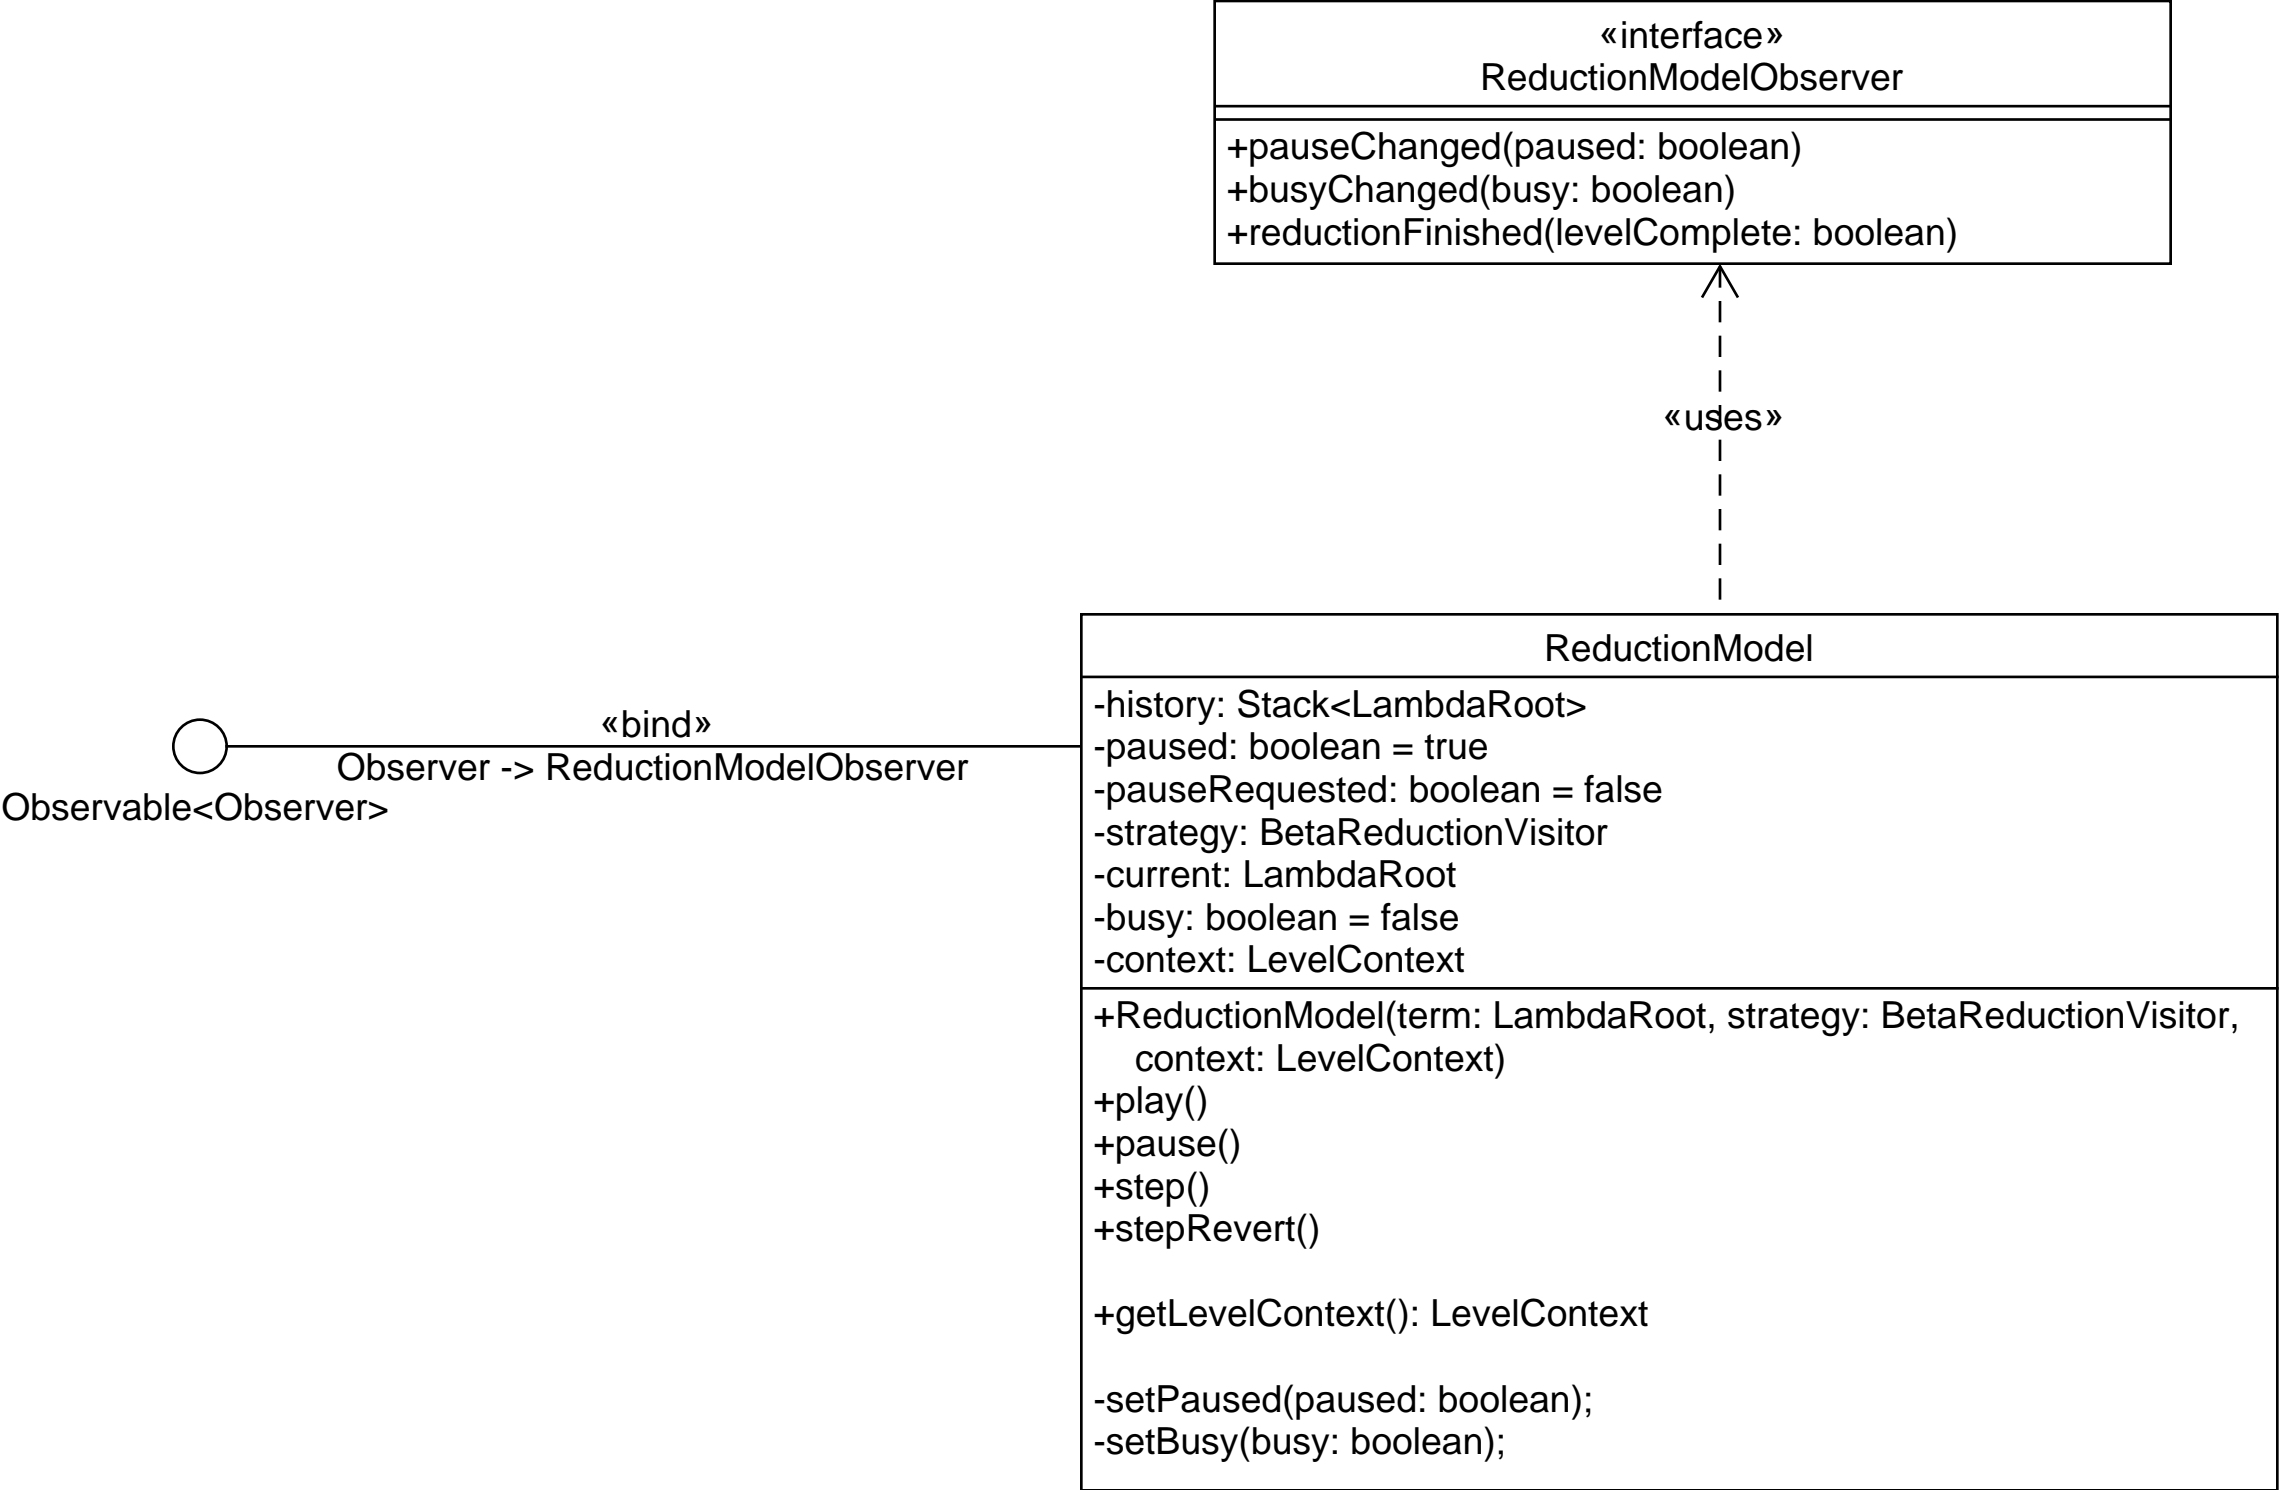 «interface»
ReductionModelObserver
+pauseChanged(paused: boolean)
+busyChanged(busy: boolean)
+reductionFinished(levelComplete: boolean)
«uses»
«bind»
Observer -> ReductionModelObserver
Observable<Observer>
ReductionModel
-history: Stack<LambdaRoot>
-paused: boolean = true
-pauseRequested: boolean = false
-strategy: BetaReductionVisitor
-current: LambdaRoot
-busy: boolean = false
-context: LevelContext
+ReductionModel(term: LambdaRoot, strategy: BetaReductionVisitor,
context: LevelContext)
+play()
+pause()
+step()
+stepRevert()
+getLevelContext(): LevelContext
-setPaused(paused: boolean);
-setBusy(busy: boolean);